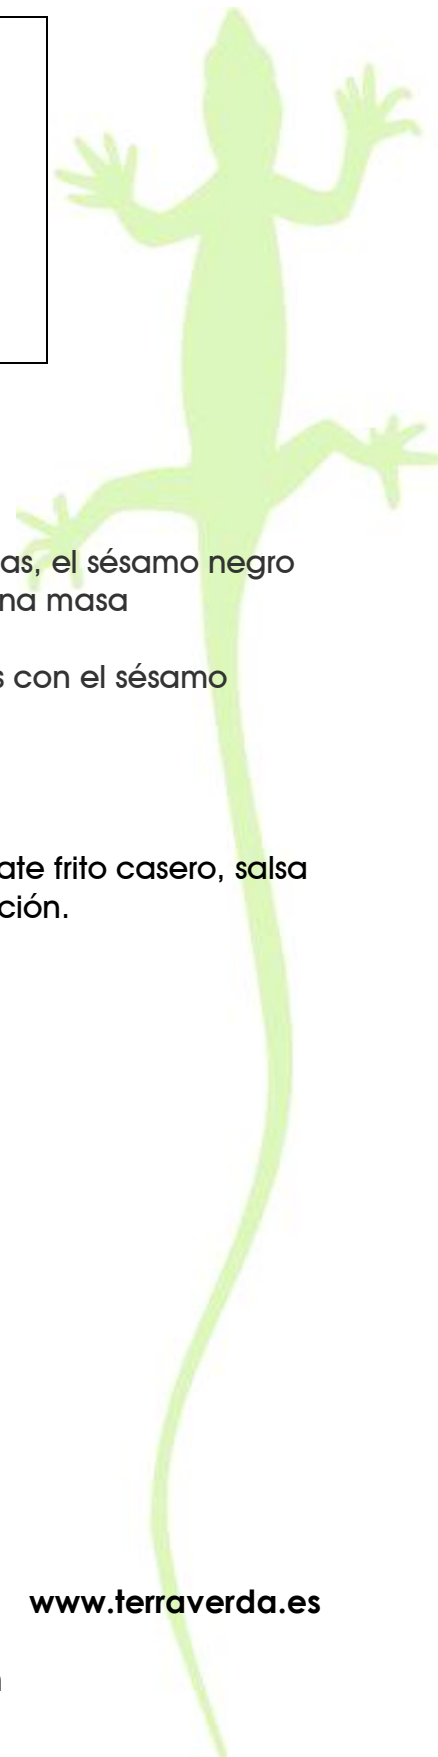 as, el sésamo negro
na masa
s con el sésamo
ate frito casero, salsa
ción.
www.terraverda.es